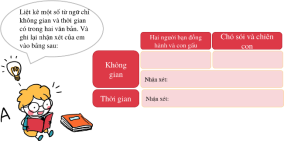 Liệt kê một số từ ngữ chỉ
không gian và thời gian
có trong hai văn bản. Và
ghi lại nhận xét của em
vào bảng sau:
Hai người bạn đồng
hành và con gấu
Chó sói và chiên
con
Không
gian
Nhận xét:
Thời gian
Nhận xét:
A